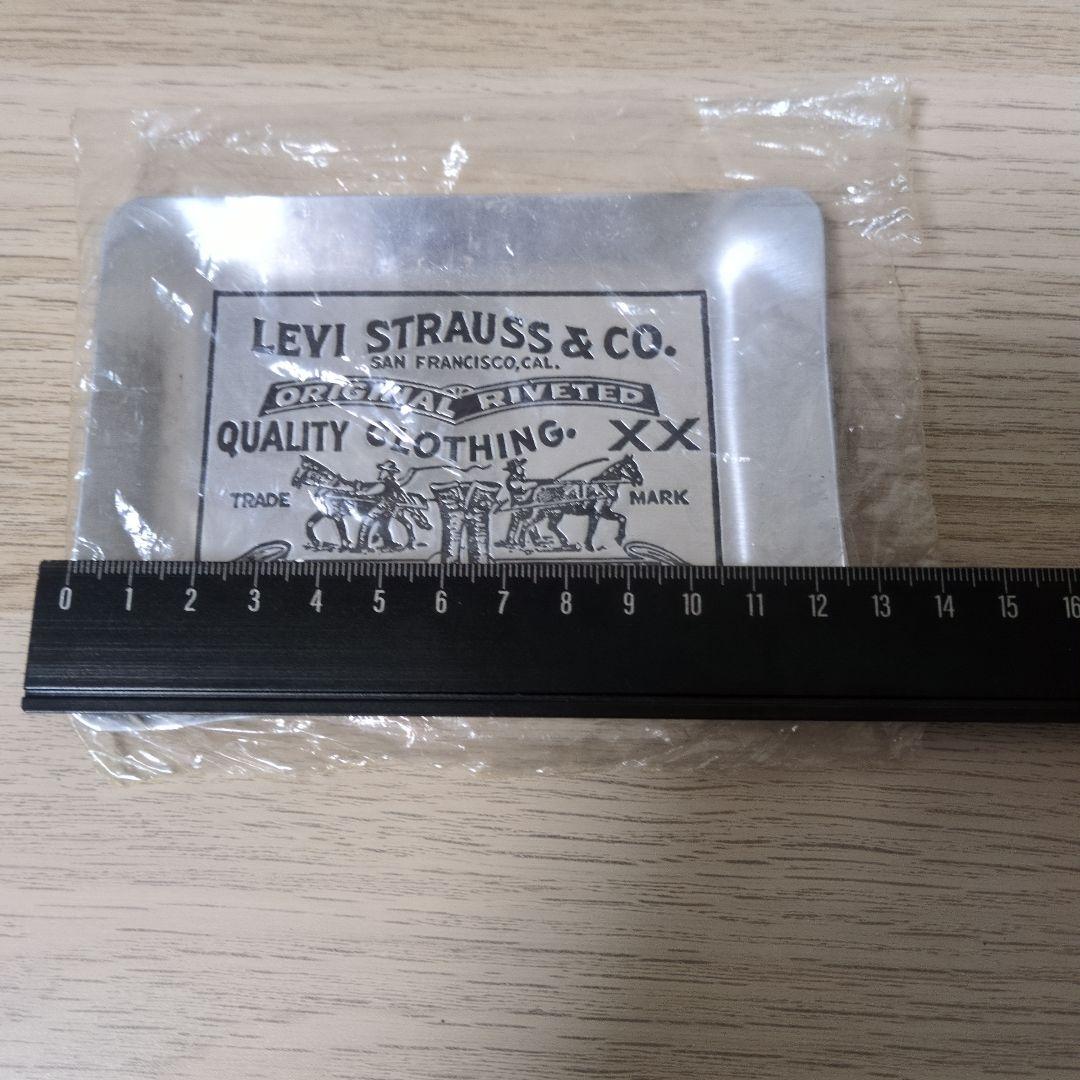 LEVI STRAUSS & CO.
SAN FRANCISCO, CAL.
ORIGINAL RIVETED
QUALITY CLOTHING. XX
TRADE MARK
0 1 2 3 4 5 6 7 8 9 10 11 12 13 14 15 16